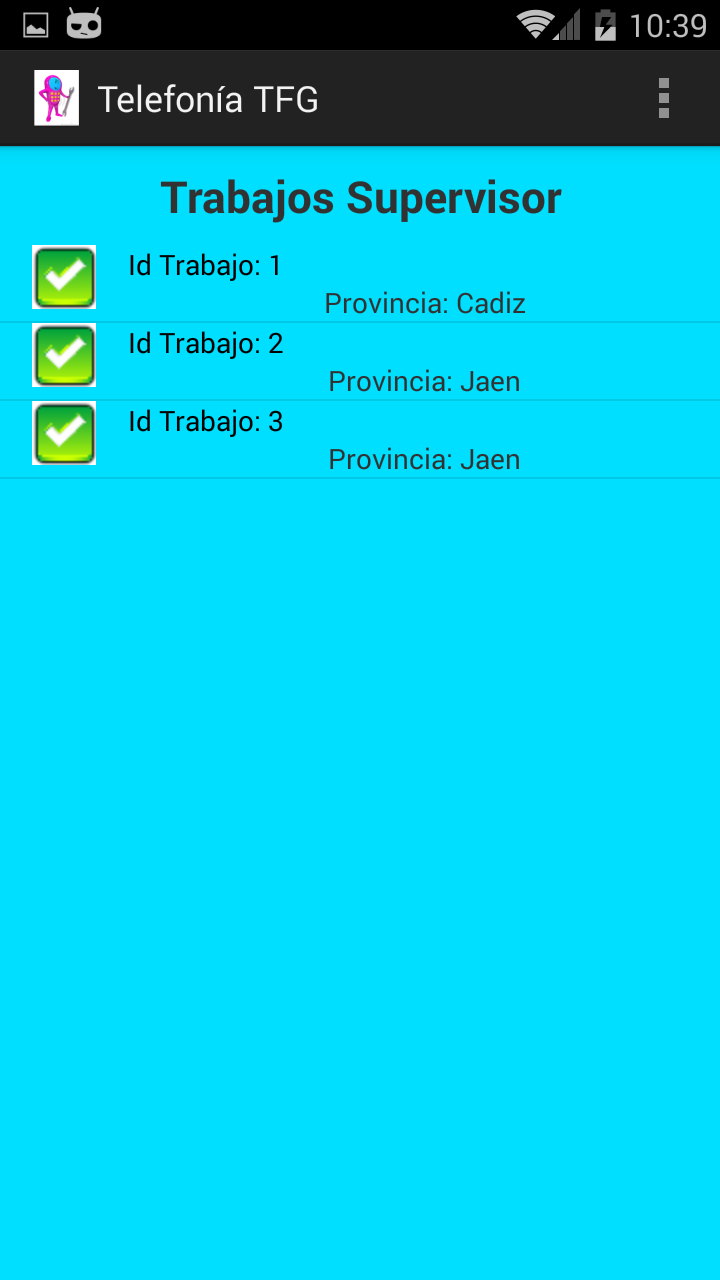 10:39
Telefonía TFG
Trabajos Supervisor
Id Trabajo: 1
Provincia: Cadiz
Id Trabajo: 2
Provincia: Jaen
Id Trabajo: 3
Provincia: Jaen